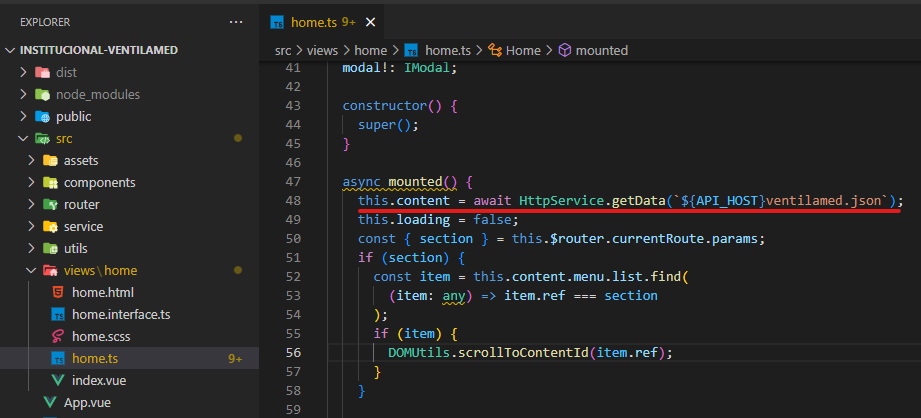 EXPLORER ...
INSTITUCIONAL-VENTILAMED
dist
node_modules
public
src
assets
components
router
service
utils
views\home
home.html
home.interface.ts
home.scss
home.ts 9+
index.vue
App.vue
home.ts 9+
src > views > home > home.ts > Home > mounted
41 modal!: IModal;
42
43 constructor() {
44 super();
45 }
46
47 async mounted() {
48 this.content = await HttpService.getData(`${API_HOST}ventilamed.json`);
49 this.loading = false;
50 const { section } = this.$router.currentRoute.params;
51 if (section) {
52 const item = this.content.menu.list.find(
53 (item: any) => item.ref === section
54 );
55 if (item) {
56 DOMUtils.scrollToContentId(item.ref);
57 }
58 }
59